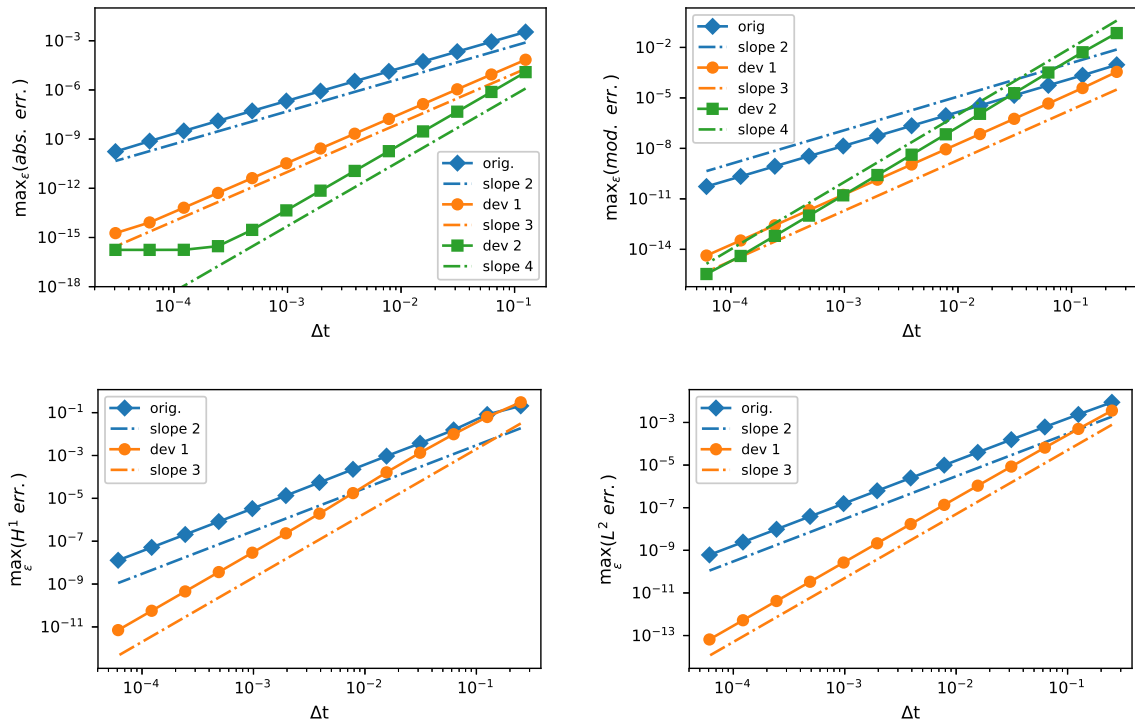 10^{-3}
10^{-6}
10^{-9}
10^{-12}
10^{-15}
10^{-18}
max_ε(abs. err.)
orig.
slope 2
dev 1
slope 3
dev 2
slope 4
10^{-4}
10^{-3}
10^{-2}
10^{-1}
Δt
10^{-2}
10^{-5}
10^{-8}
10^{-11}
10^{-14}
max_ε(mod. err.)
orig
slope 2
dev 1
slope 3
dev 2
slope 4
10^{-4}
10^{-3}
10^{-2}
10^{-1}
Δt
10^{-1}
10^{-3}
10^{-5}
10^{-7}
10^{-9}
10^{-11}
max_ε(H^1 err.)
orig.
slope 2
dev 1
slope 3
10^{-4}
10^{-3}
10^{-2}
10^{-1}
Δt
10^{-3}
10^{-5}
10^{-7}
10^{-9}
10^{-11}
10^{-13}
max_ε(L^2 err.)
orig.
slope 2
dev 1
slope 3
10^{-4}
10^{-3}
10^{-2}
10^{-1}
Δt